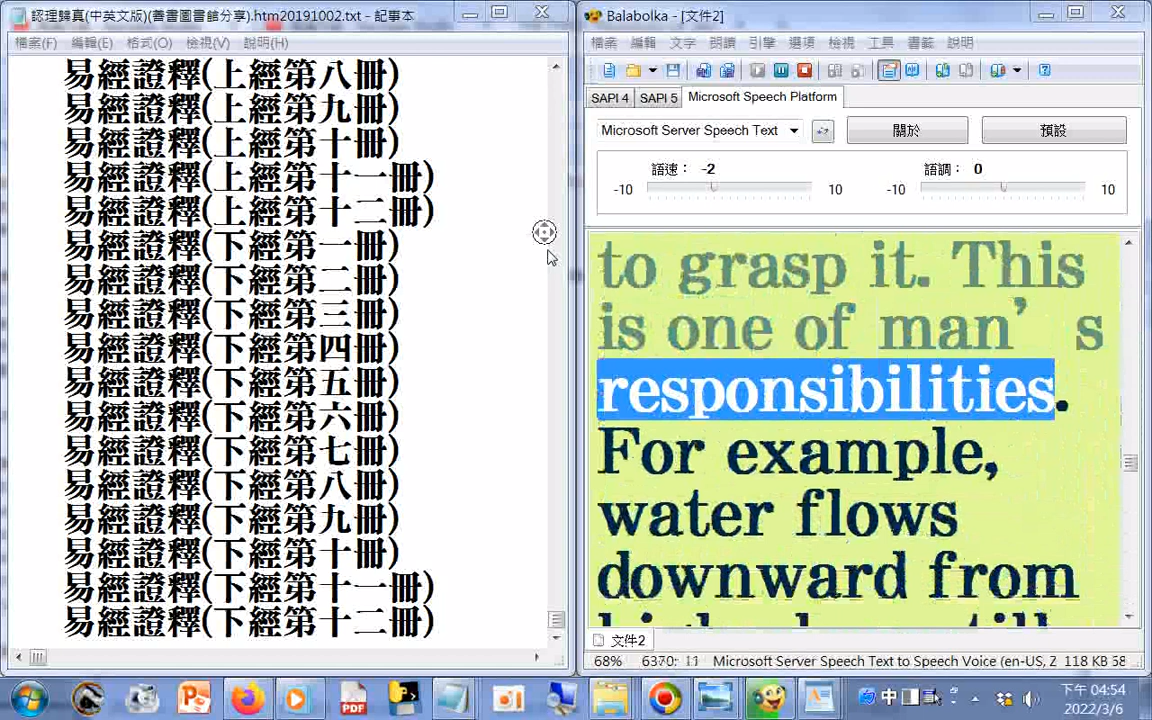 認理歸真(中英文版)(善書圖書館分享).htm20191002.txt - 記事本
檔案(F) 編輯(E) 格式(O) 檢視(V) 說明(H)
易經證釋(上經第八冊)
易經證釋(上經第九冊)
易經證釋(上經第十冊)
易經證釋(上經第十一冊)
易經證釋(上經第十二冊)
易經證釋(下經第一冊)
易經證釋(下經第二冊)
易經證釋(下經第三冊)
易經證釋(下經第四冊)
易經證釋(下經第五冊)
易經證釋(下經第六冊)
易經證釋(下經第七冊)
易經證釋(下經第八冊)
易經證釋(下經第九冊)
易經證釋(下經第十冊)
易經證釋(下經第十一冊)
易經證釋(下經第十二冊)
Balabolka - [文件2]
檔案 編輯 文字 閱讀 引擎 選項 檢視 工具 書籤 說明
SAPI 4 SAPI 5 Microsoft Speech Platform
Microsoft Server Speech Text 關於 預設
語速： -2 語調： 0
-10 10 -10 10
to grasp it. This
is one of man’s
responsibilities.
For example,
water flows
downward from
文件2
68% 6370: 11 Microsoft Server Speech Text to Speech Voice (en-US, Z 118 KB 58
PDF
中
下午 04:54
2022/3/6